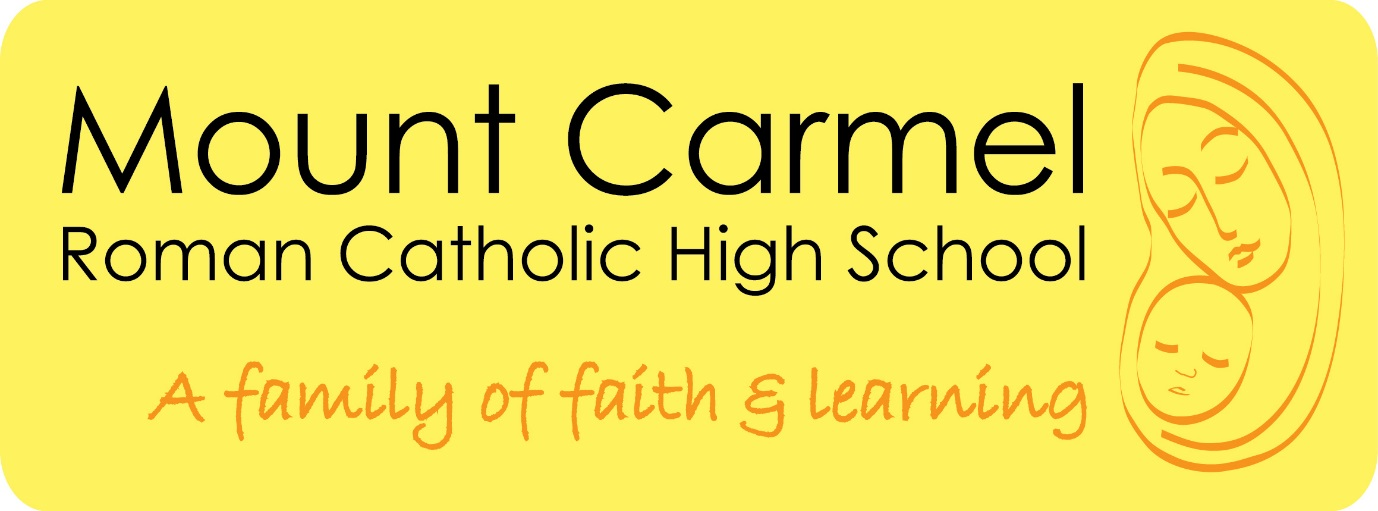 Mount Carmel
Roman Catholic High School
A family of faith & learning